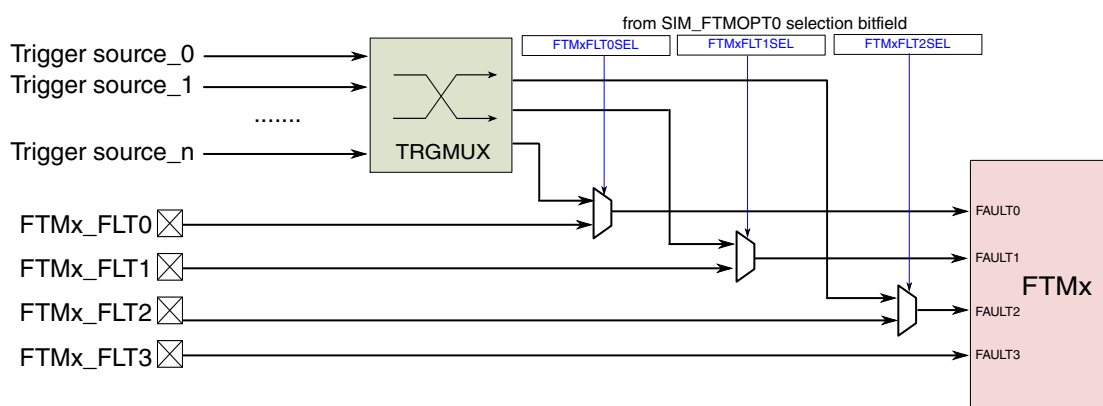 from SIM_FTMOPT0 selection bitfield
FTMxFLT0SEL
FTMxFLT1SEL
FTMxFLT2SEL
Trigger source_0
Trigger source_1
.......
Trigger source_n
TRGMUX
FTMx_FLT0
FTMx_FLT1
FTMx_FLT2
FTMx_FLT3
FAULT0
FAULT1
FTMx
FAULT2
FAULT3